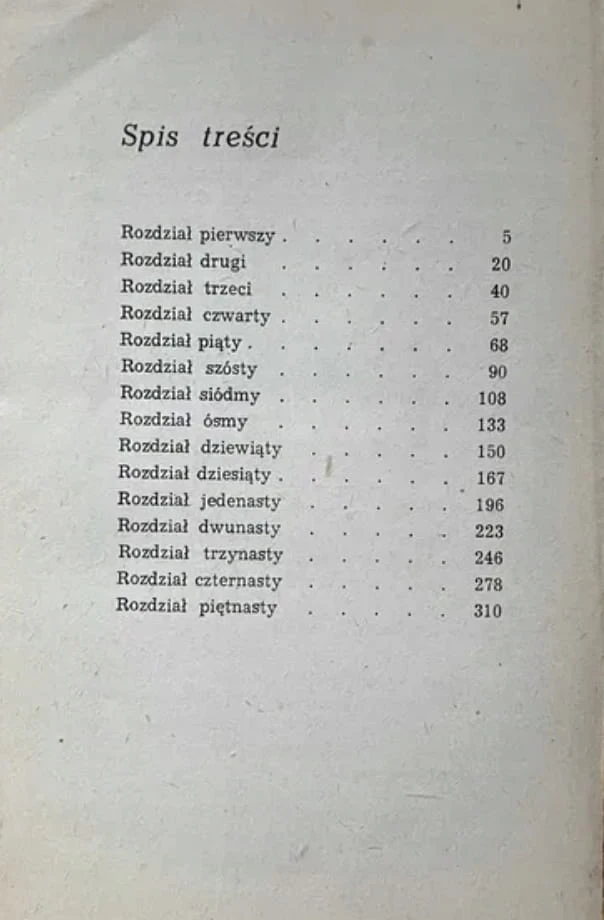 Spis treści
Rozdział pierwszy . . . . . . 5
Rozdział drugi . . . . . . 20
Rozdział trzeci . . . . . . 40
Rozdział czwarty . . . . . . 57
Rozdział piąty . . . . . . . 68
Rozdział szósty . . . . . . 90
Rozdział siódmy . . . . . . 108
Rozdział ósmy . . . . . . 133
Rozdział dziewiąty . . . . . 150
Rozdział dziesiąty . . . . . . 167
Rozdział jedenasty . . . . . 196
Rozdział dwunasty . . . . . 223
Rozdział trzynasty . . . . . 246
Rozdział czternasty . . . . . 278
Rozdział piętnasty . . . . . 310